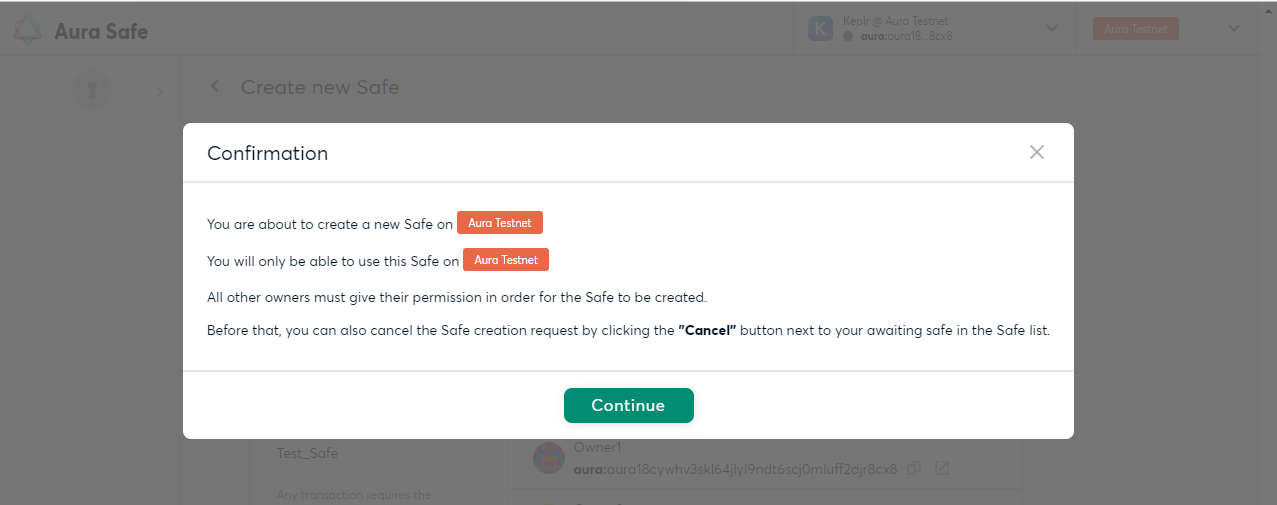 Aura Safe
Keplr @ Aura Testnet
aura:aura18...8cx8
Aura Testnet
Create new Safe
Confirmation
You are about to create a new Safe on Aura Testnet
You will only be able to use this Safe on Aura Testnet
All other owners must give their permission in order for the Safe to be created.
Before that, you can also cancel the Safe creation request by clicking the "Cancel" button next to your awaiting safe in the Safe list.
Continue
Test_Safe
Owner1
aura:aura18cywhv3skl64jlyl9ndt6scj0mluff2djr8cx8
Any transaction requires the